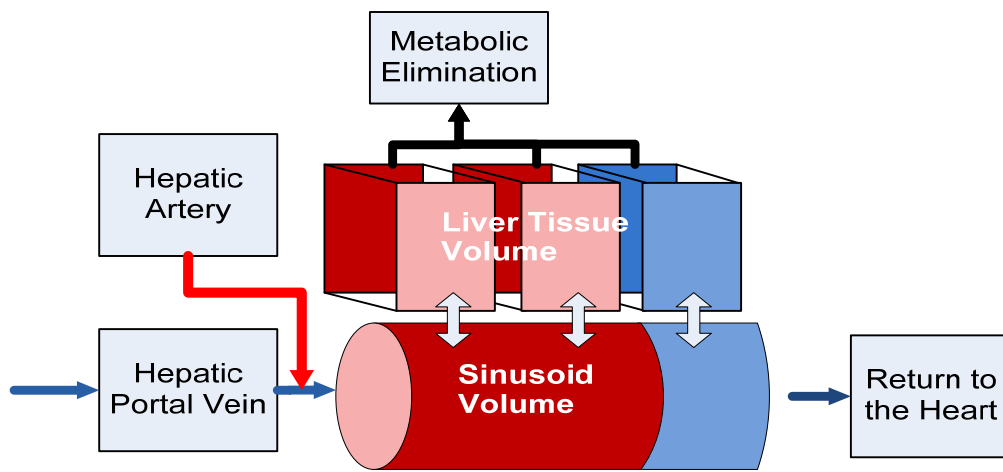 Metabolic
Elimination
Hepatic
Artery
Liver Tissue
Volume
Hepatic
Portal Vein
Sinusoid
Volume
Return to
the Heart